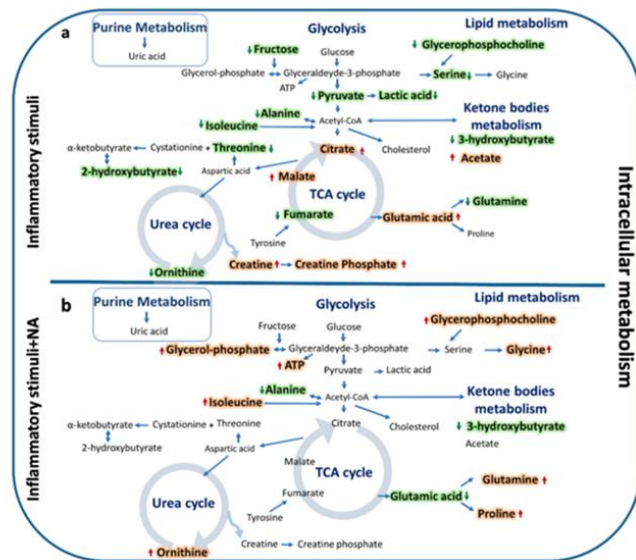 a
Purine Metabolism
Uric acid
Glycolysis
Lipid metabolism
↓Fructose
Glucose
↓Glycerophosphocholine
Glycerol-phosphate
Glyceraldeyde-3-phosphate
Serine↓
Glycine
ATP
↓Pyruvate
Lactic acid↓
↓Alanine
Acetyl-CoA
Ketone bodies
metabolism
↓Isoleucine
↓3-hydroxybutyrate
α-ketobutyrate
Cystationine +
Threonine↓
Citrate↑
Cholesterol
↑Acetate
2-hydroxybutyrate↓
Aspartic acid
↑Malate
TCA cycle
↓Glutamine
Urea cycle
↓Fumarate
Glutamic acid↑
Tyrosine
Proline
↓Ornithine
Creatine↑
Creatine Phosphate↑
Inflammatory stimuli
Intracellular metabolism
b
Purine Metabolism
Uric acid
Glycolysis
Lipid metabolism
↑Glycerophosphocholine
Fructose
Glucose
↑Glycerol-phosphate
Glyceraldeyde-3-phosphate
Serine
Glycine↑
↑ATP
Pyruvate
Lactic acid
↓Alanine
Acetyl-CoA
Ketone bodies
metabolism
↑Isoleucine
↓3-hydroxybutyrate
α-ketobutyrate
Cystationine +
Threonine
Citrate
Cholesterol
Acetate
2-hydroxybutyrate
Aspartic acid
Malate
TCA cycle
Glutamine↑
Urea cycle
Fumarate
Glutamic acid↓
Tyrosine
Proline↑
↑Ornithine
Creatine
Creatine phosphate
Inflammatory stimuli+NA